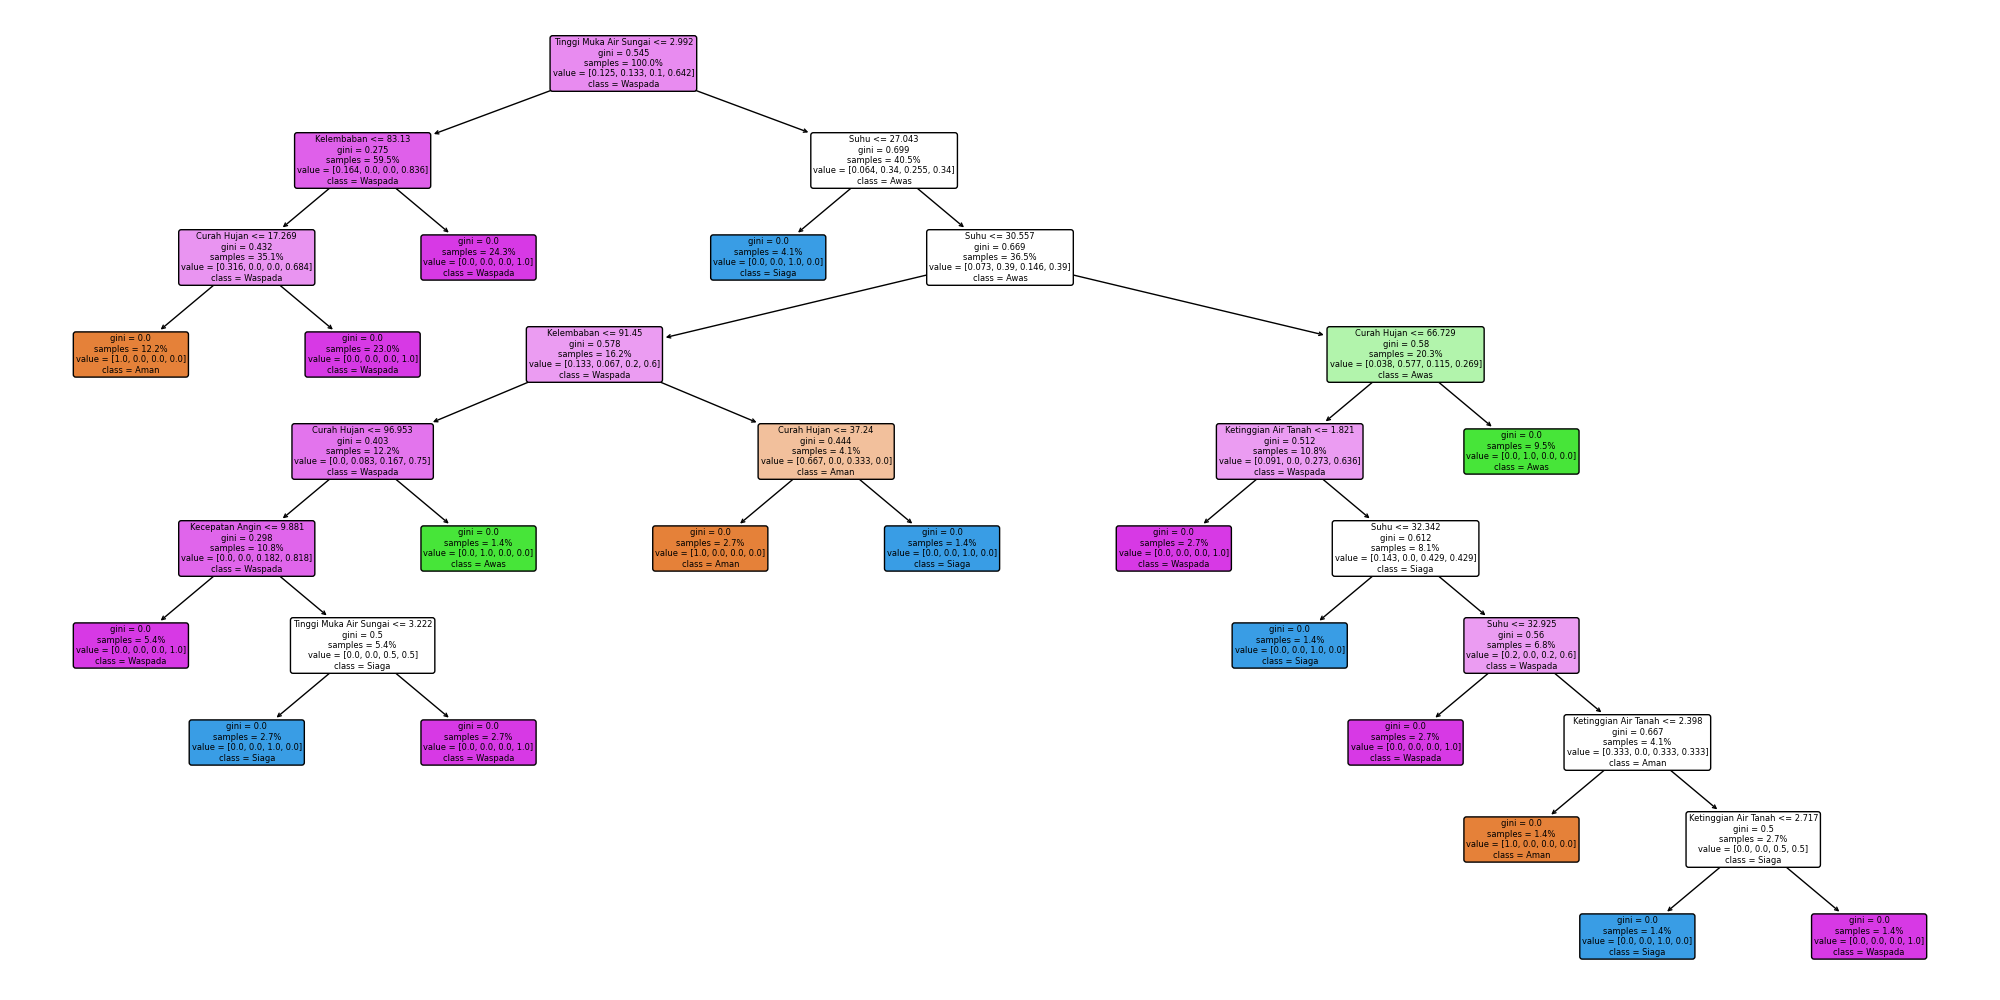 Tinggi Muka Air Sungai <= 2.992
gini = 0.545
samples = 100.0%
value = [0.125, 0.133, 0.1, 0.642]
class = Waspada
Kelembaban <= 83.13
gini = 0.275
samples = 59.5%
value = [0.164, 0.0, 0.0, 0.836]
class = Waspada
Suhu <= 27.043
gini = 0.699
samples = 40.5%
value = [0.064, 0.34, 0.255, 0.34]
class = Awas
Curah Hujan <= 17.269
gini = 0.432
samples = 35.1%
value = [0.316, 0.0, 0.0, 0.684]
class = Waspada
gini = 0.0
samples = 24.3%
value = [0.0, 0.0, 0.0, 1.0]
class = Waspada
gini = 0.0
samples = 4.1%
value = [0.0, 0.0, 1.0, 0.0]
class = Siaga
Suhu <= 30.557
gini = 0.669
samples = 36.5%
value = [0.073, 0.39, 0.146, 0.39]
class = Awas
gini = 0.0
samples = 12.2%
value = [1.0, 0.0, 0.0, 0.0]
class = Aman
gini = 0.0
samples = 23.0%
value = [0.0, 0.0, 0.0, 1.0]
class = Waspada
Kelembaban <= 91.45
gini = 0.578
samples = 16.2%
value = [0.133, 0.067, 0.2, 0.6]
class = Waspada
Curah Hujan <= 66.729
gini = 0.58
samples = 20.3%
value = [0.038, 0.577, 0.115, 0.269]
class = Awas
Curah Hujan <= 96.953
gini = 0.403
samples = 12.2%
value = [0.0, 0.083, 0.167, 0.75]
class = Waspada
Curah Hujan <= 37.24
gini = 0.444
samples = 4.1%
value = [0.667, 0.0, 0.333, 0.0]
class = Aman
Ketinggian Air Tanah <= 1.821
gini = 0.512
samples = 10.8%
value = [0.091, 0.0, 0.273, 0.636]
class = Waspada
gini = 0.0
samples = 9.5%
value = [0.0, 1.0, 0.0, 0.0]
class = Awas
Kecepatan Angin <= 9.881
gini = 0.298
samples = 10.8%
value = [0.0, 0.0, 0.182, 0.818]
class = Waspada
gini = 0.0
samples = 1.4%
value = [0.0, 1.0, 0.0, 0.0]
class = Awas
gini = 0.0
samples = 2.7%
value = [1.0, 0.0, 0.0, 0.0]
class = Aman
gini = 0.0
samples = 1.4%
value = [0.0, 0.0, 1.0, 0.0]
class = Siaga
gini = 0.0
samples = 2.7%
value = [0.0, 0.0, 0.0, 1.0]
class = Waspada
Suhu <= 32.342
gini = 0.612
samples = 8.1%
value = [0.143, 0.0, 0.429, 0.429]
class = Siaga
gini = 0.0
samples = 5.4%
value = [0.0, 0.0, 0.0, 1.0]
class = Waspada
Tinggi Muka Air Sungai <= 3.222
gini = 0.5
samples = 5.4%
value = [0.0, 0.0, 0.5, 0.5]
class = Siaga
gini = 0.0
samples = 1.4%
value = [0.0, 0.0, 1.0, 0.0]
class = Siaga
Suhu <= 32.925
gini = 0.56
samples = 6.8%
value = [0.2, 0.0, 0.2, 0.6]
class = Waspada
gini = 0.0
samples = 2.7%
value = [0.0, 0.0, 1.0, 0.0]
class = Siaga
gini = 0.0
samples = 2.7%
value = [0.0, 0.0, 0.0, 1.0]
class = Waspada
gini = 0.0
samples = 2.7%
value = [0.0, 0.0, 0.0, 1.0]
class = Waspada
Ketinggian Air Tanah <= 2.398
gini = 0.667
samples = 4.1%
value = [0.333, 0.0, 0.333, 0.333]
class = Aman
gini = 0.0
samples = 1.4%
value = [1.0, 0.0, 0.0, 0.0]
class = Aman
Ketinggian Air Tanah <= 2.717
gini = 0.5
samples = 2.7%
value = [0.0, 0.0, 0.5, 0.5]
class = Siaga
gini = 0.0
samples = 1.4%
value = [0.0, 0.0, 1.0, 0.0]
class = Siaga
gini = 0.0
samples = 1.4%
value = [0.0, 0.0, 0.0, 1.0]
class = Waspada